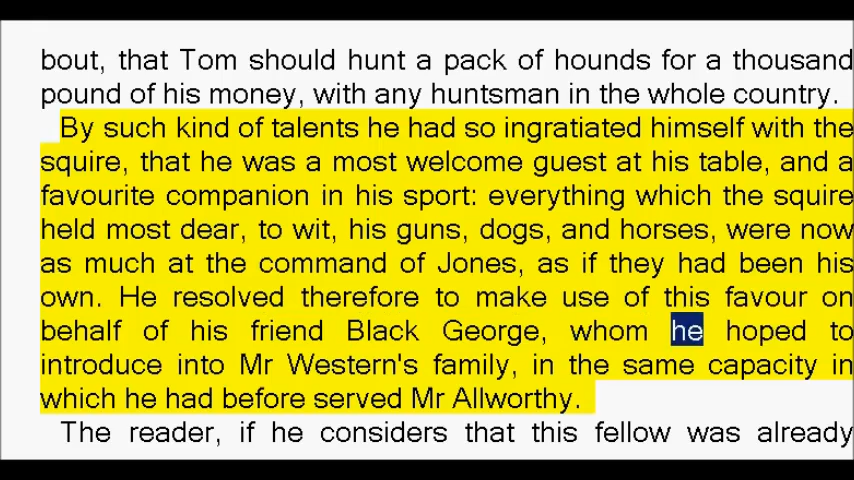 bout, that Tom should hunt a pack of hounds for a thousand
pound of his money, with any huntsman in the whole country.
By such kind of talents he had so ingratiated himself with the
squire, that he was a most welcome guest at his table, and a
favourite companion in his sport: everything which the squire
held most dear, to wit, his guns, dogs, and horses, were now
as much at the command of Jones, as if they had been his
own. He resolved therefore to make use of this favour on
behalf of his friend Black George, whom he hoped to
introduce into Mr Western's family, in the same capacity in
which he had before served Mr Allworthy.
The reader, if he considers that this fellow was already